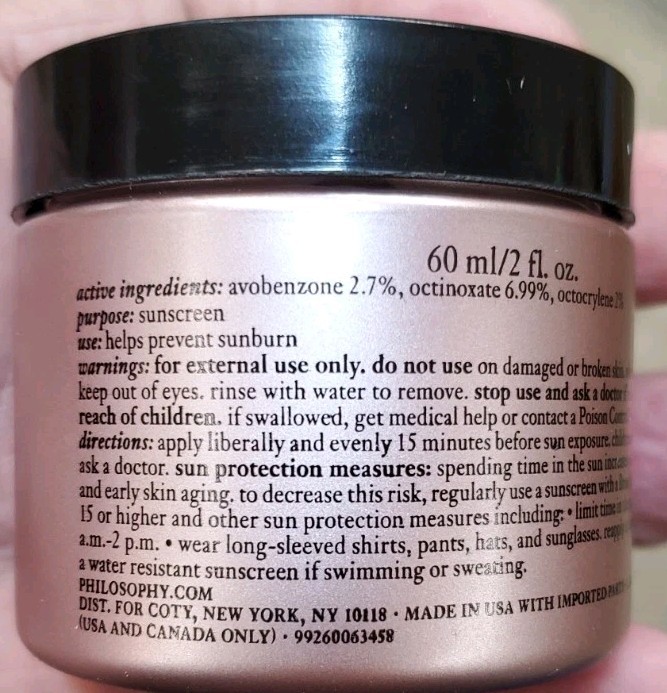 60 ml/2 fl. oz.
active ingredients: avobenzone 2.7%, octinoxate 6.99%, octocrylene
purpose: sunscreen
use: helps prevent sunburn
warnings: for external use only. do not use on damaged or broken
keep out of eyes. rinse with water to remove. stop use and ask a doctor
reach of children. if swallowed, get medical help or contact a Poison
directions: apply liberally and evenly 15 minutes before sun exposure.
ask a doctor. sun protection measures: spending time in the sun
and early skin aging. to decrease this risk, regularly use a sunscreen with a
15 or higher and other sun protection measures including: • limit time in
a.m.-2 p.m. • wear long-sleeved shirts, pants, hats, and sunglasses.
a water resistant sunscreen if swimming or sweating.
PHILOSOPHY.COM
DIST. FOR COTY, NEW YORK, NY 10118 · MADE IN USA WITH IMPORTED
(USA AND CANADA ONLY) · 99260063458